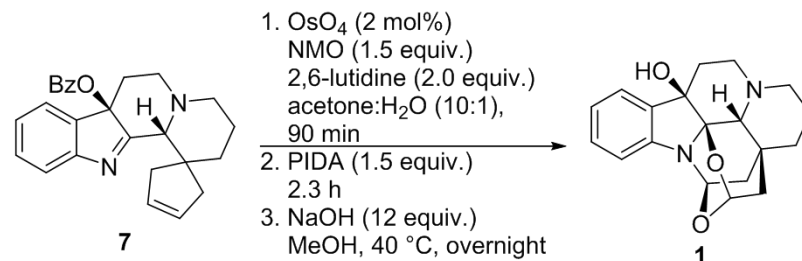 1. OsO₄ (2 mol%)
NMO (1.5 equiv.)
2,6-lutidine (2.0 equiv.)
acetone:H₂O (10:1),
90 min
2. PIDA (1.5 equiv.)
2.3 h
3. NaOH (12 equiv.)
MeOH, 40 °C, overnight
BzO
H
N
N
7
HO
H
N
N
O
O
1